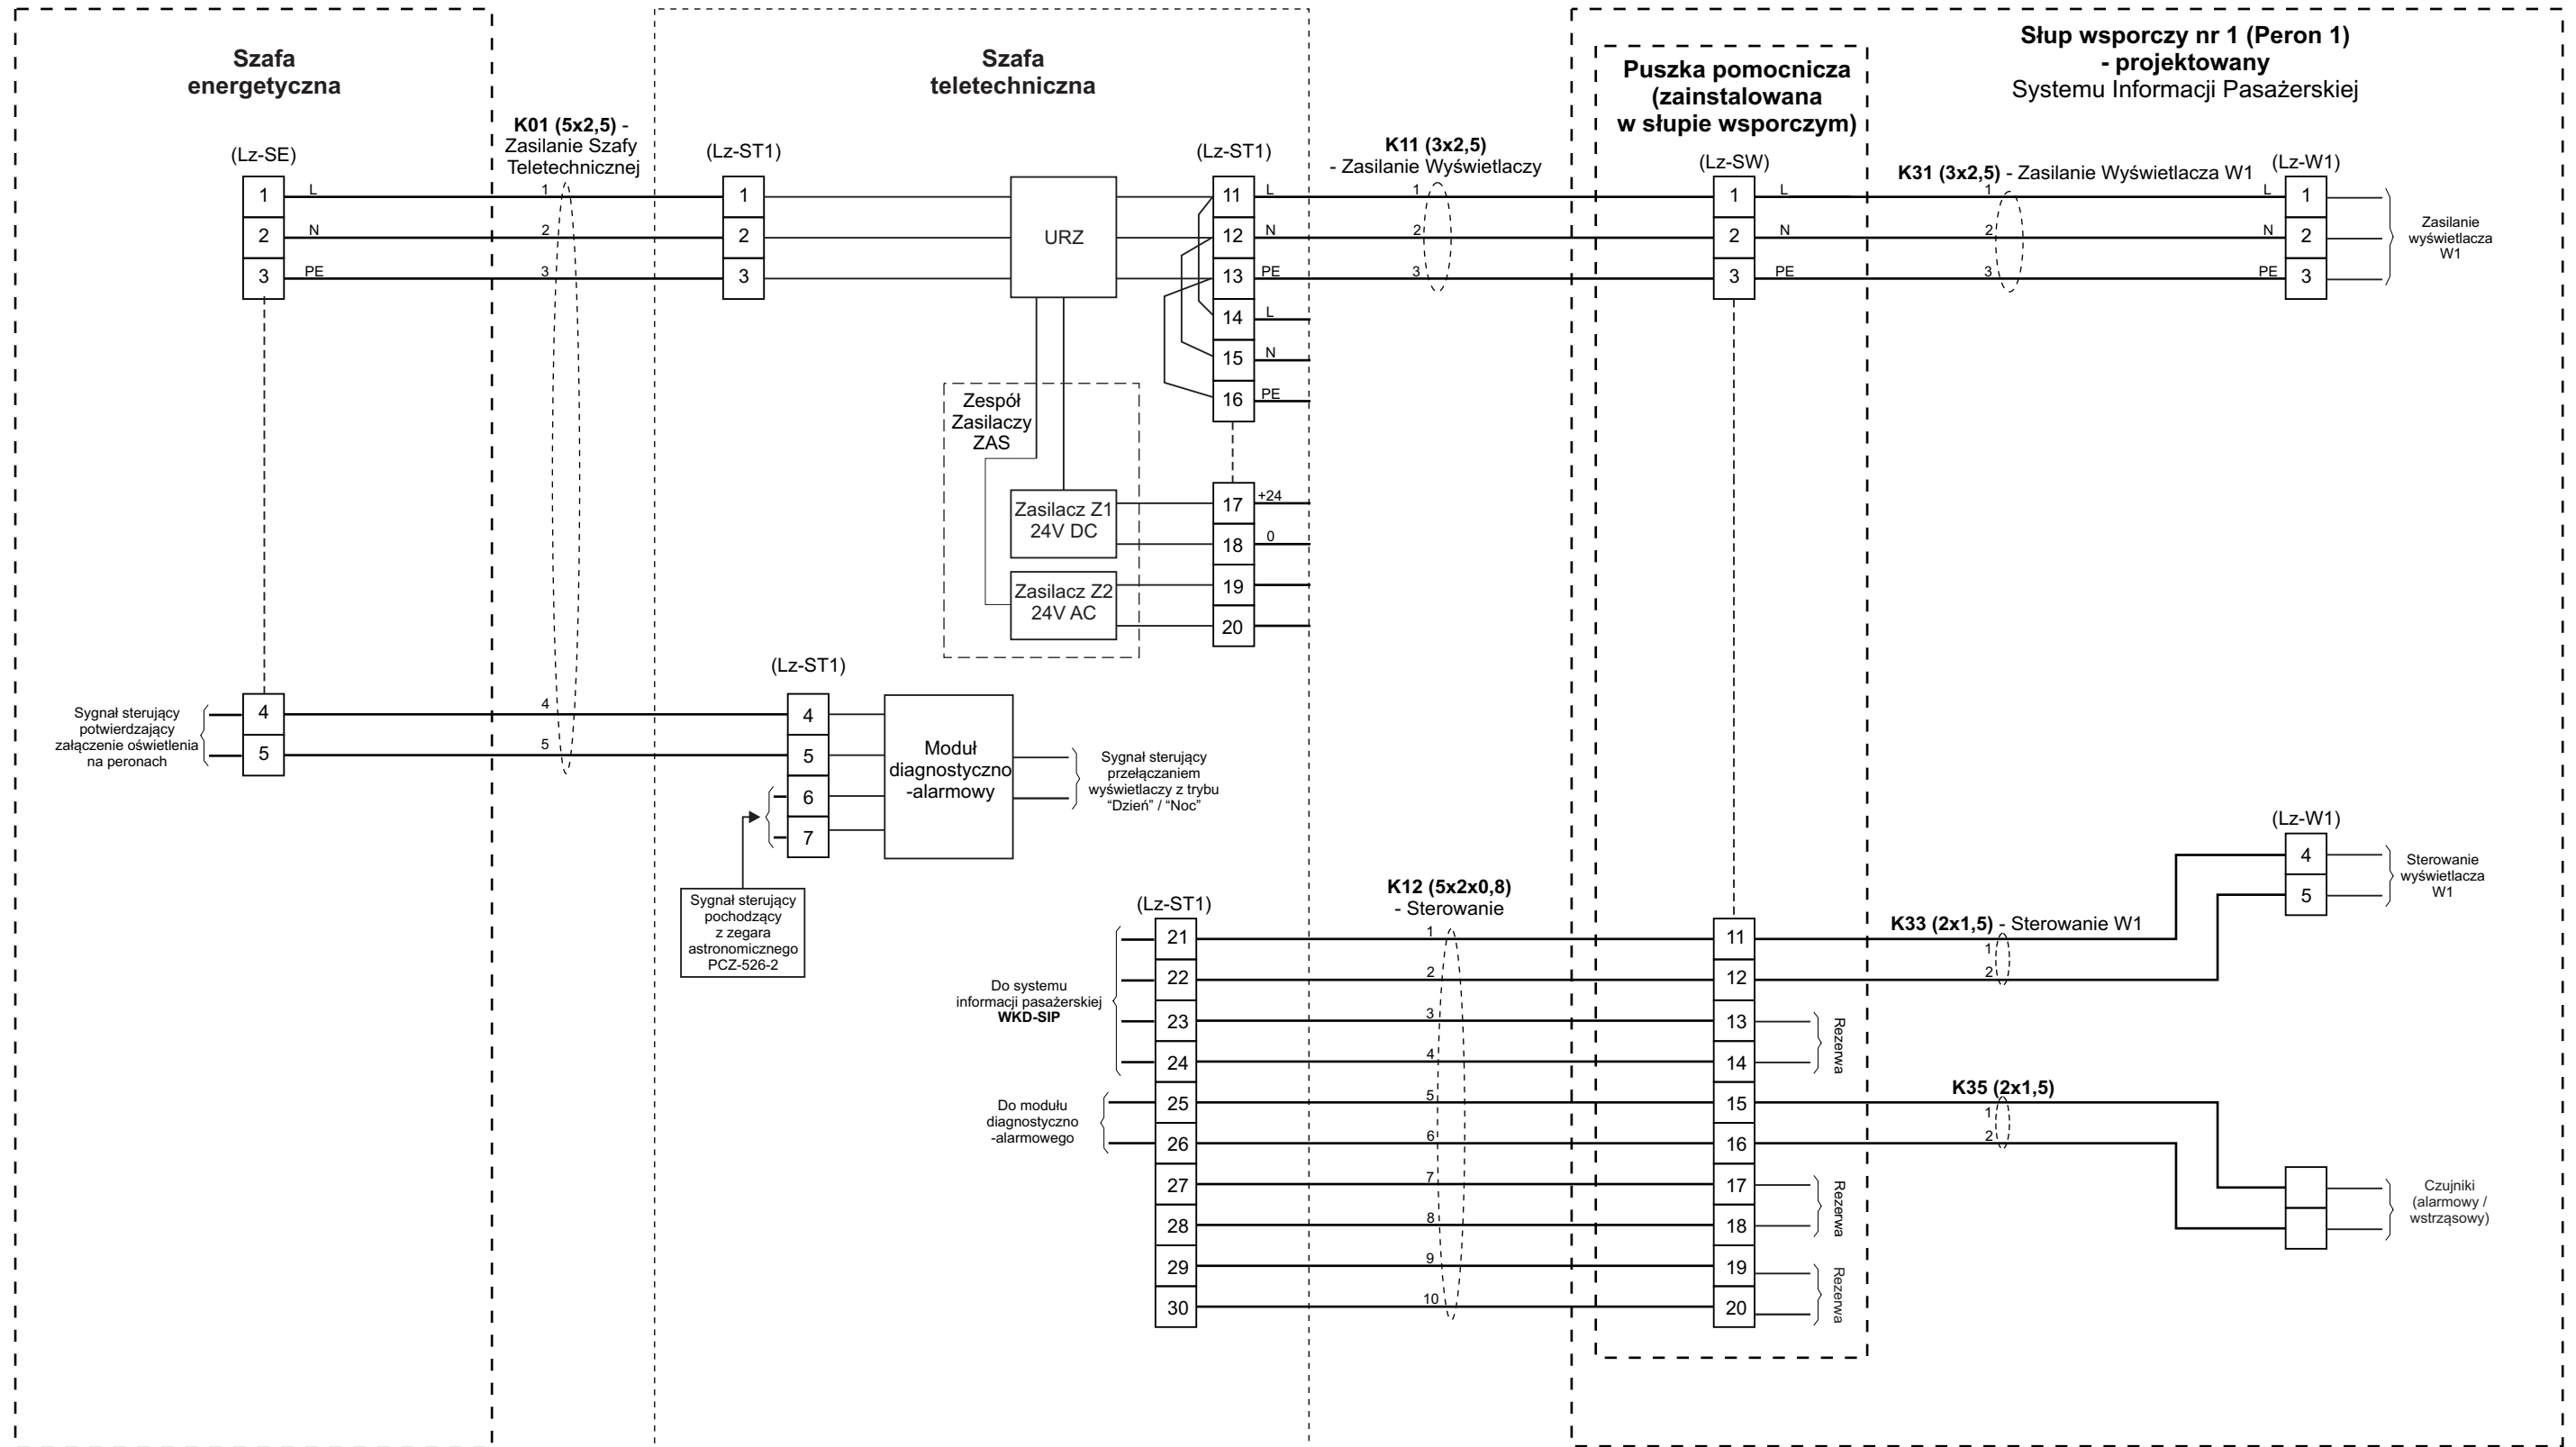 Szafa
energetyczna
Szafa
teletechniczna
Puszka pomocnicza
(zainstalowana
w słupie wsporczym)
Słup wsporczy nr 1 (Peron 1)
- projektowany
Systemu Informacji Pasażerskiej
K01 (5x2,5) -
Zasilanie Szafy
Teletechnicznej
K11 (3x2,5)
- Zasilanie Wyświetlaczy
K31 (3x2,5) - Zasilanie Wyświetlacza W1
(Lz-SE)
(Lz-ST1)
(Lz-ST1)
(Lz-SW)
(Lz-W1)
1 L 1 1 11 L 1 1 L 1 L 1
2 N 2 2 URZ 12 N 2 2 N 2 N 2
3 PE 3 3 13 PE 3 3 PE 3 PE 3
Zasilanie
wyświetlacza
W1
14 L
15 N
16 PE
Zespół
Zasilaczy
ZAS
Zasilacz Z1
24V DC
17 +24
18 0
Zasilacz Z2
24V AC
19
20
(Lz-ST1)
Sygnał sterujący
potwierdzający
załączenie oświetlenia
na peronach
4 4 4
5 5 5
6
7
Moduł
diagnostyczno
-alarmowy
Sygnał sterujący
przełączaniem
wyświetlaczy z trybu
“Dzień” / “Noc”
Sygnał sterujący
pochodzący
z zegara
astronomicznego
PCZ-526-2
(Lz-ST1)
K12 (5x2x0,8)
- Sterowanie
K33 (2x1,5) - Sterowanie W1
(Lz-W1)
4
5
Sterowanie
wyświetlacza
W1
Do systemu
informacji pasażerskiej
WKD-SIP
21 1 11 1
22 2 12 2
23 3 13
24 4 14
Rezerwa
Do modułu
diagnostyczno
-alarmowego
K35 (2x1,5)
25 5 15 1
26 6 16 2
27 7 17
28 8 18
Rezerwa
29 9 19
30 10 20
Rezerwa
Czujniki
(alarmowy /
wstrząsowy)